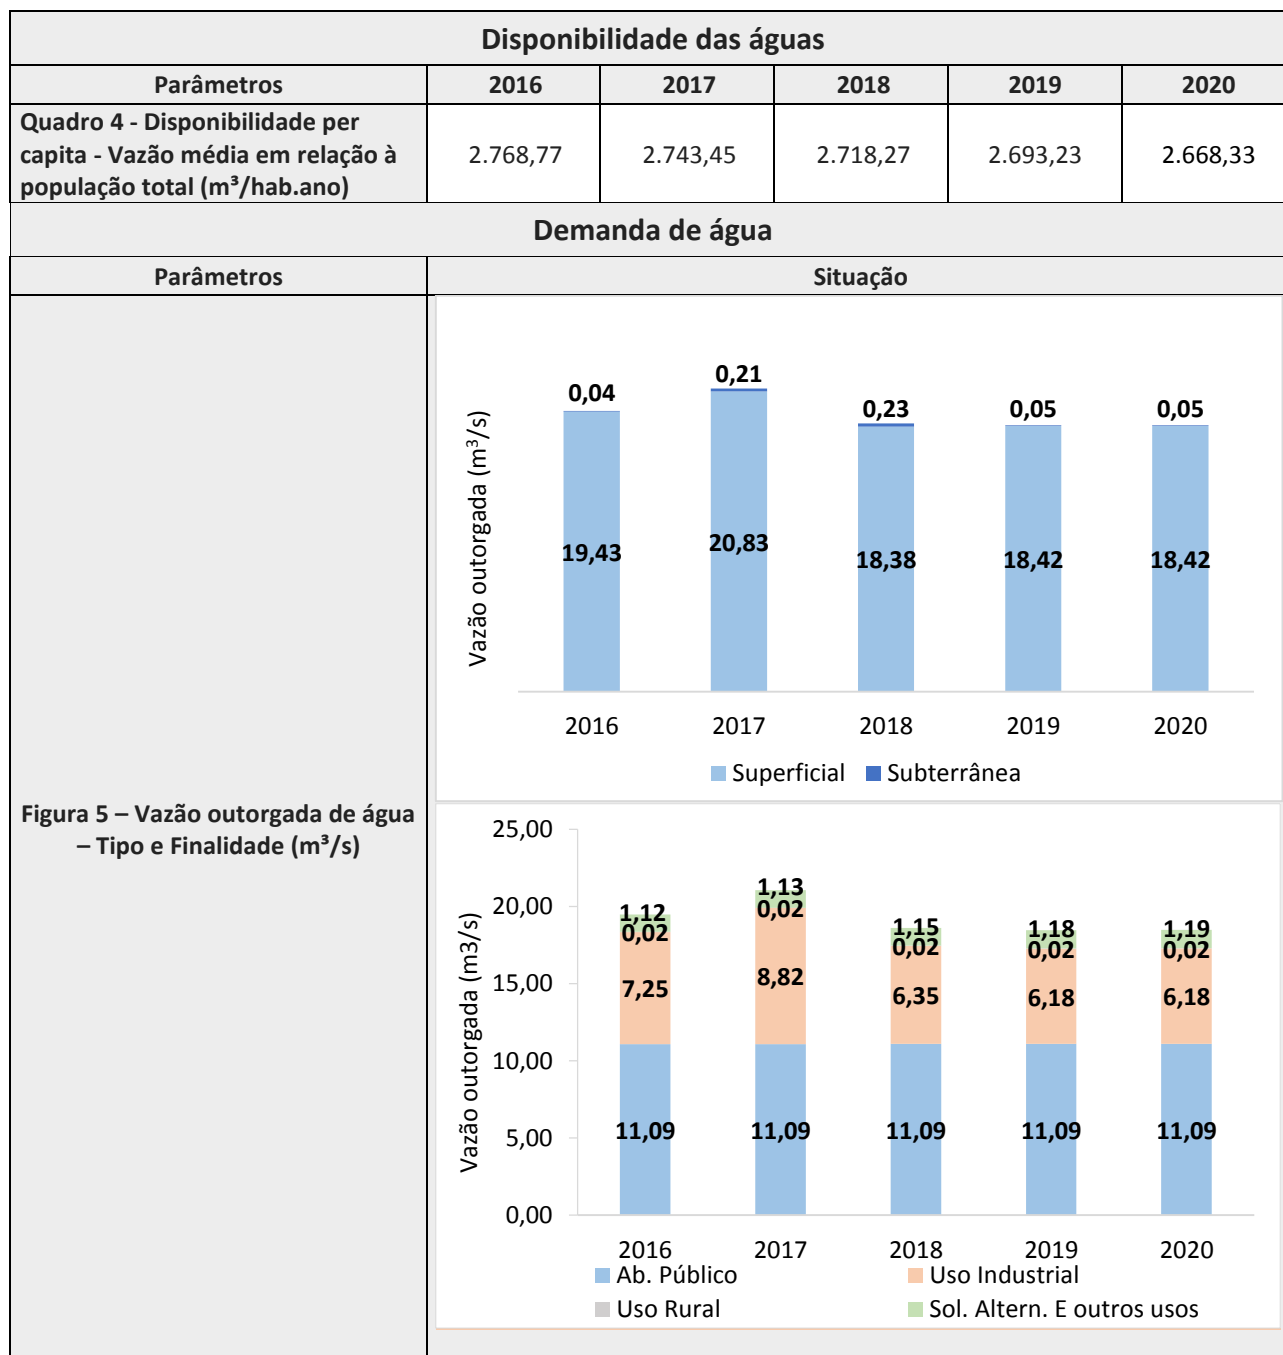 Disponibilidade das águas
Parâmetros 2016 2017 2018 2019 2020
Quadro 4 - Disponibilidade per
capita - Vazão média em relação à
população total (m³/hab.ano)
2.768,77 2.743,45 2.718,27 2.693,23 2.668,33
Demanda de água
Parâmetros Situação
Figura 5 – Vazão outorgada de água
– Tipo e Finalidade (m³/s)
Vazão outorgada (m³/s)
0,04 0,21 0,23 0,05 0,05
19,43 20,83 18,38 18,42 18,42
2016 2017 2018 2019 2020
Superficial Subterrânea
Vazão outorgada (m3/s)
25,00
20,00
15,00
10,00
5,00
0,00
1,12 1,13 1,15 1,18 1,19
0,02 0,02 0,02 0,02 0,02
7,25 8,82 6,35 6,18 6,18
11,09 11,09 11,09 11,09 11,09
2016 2017 2018 2019 2020
Ab. Público Uso Industrial
Uso Rural Sol. Altern. E outros usos